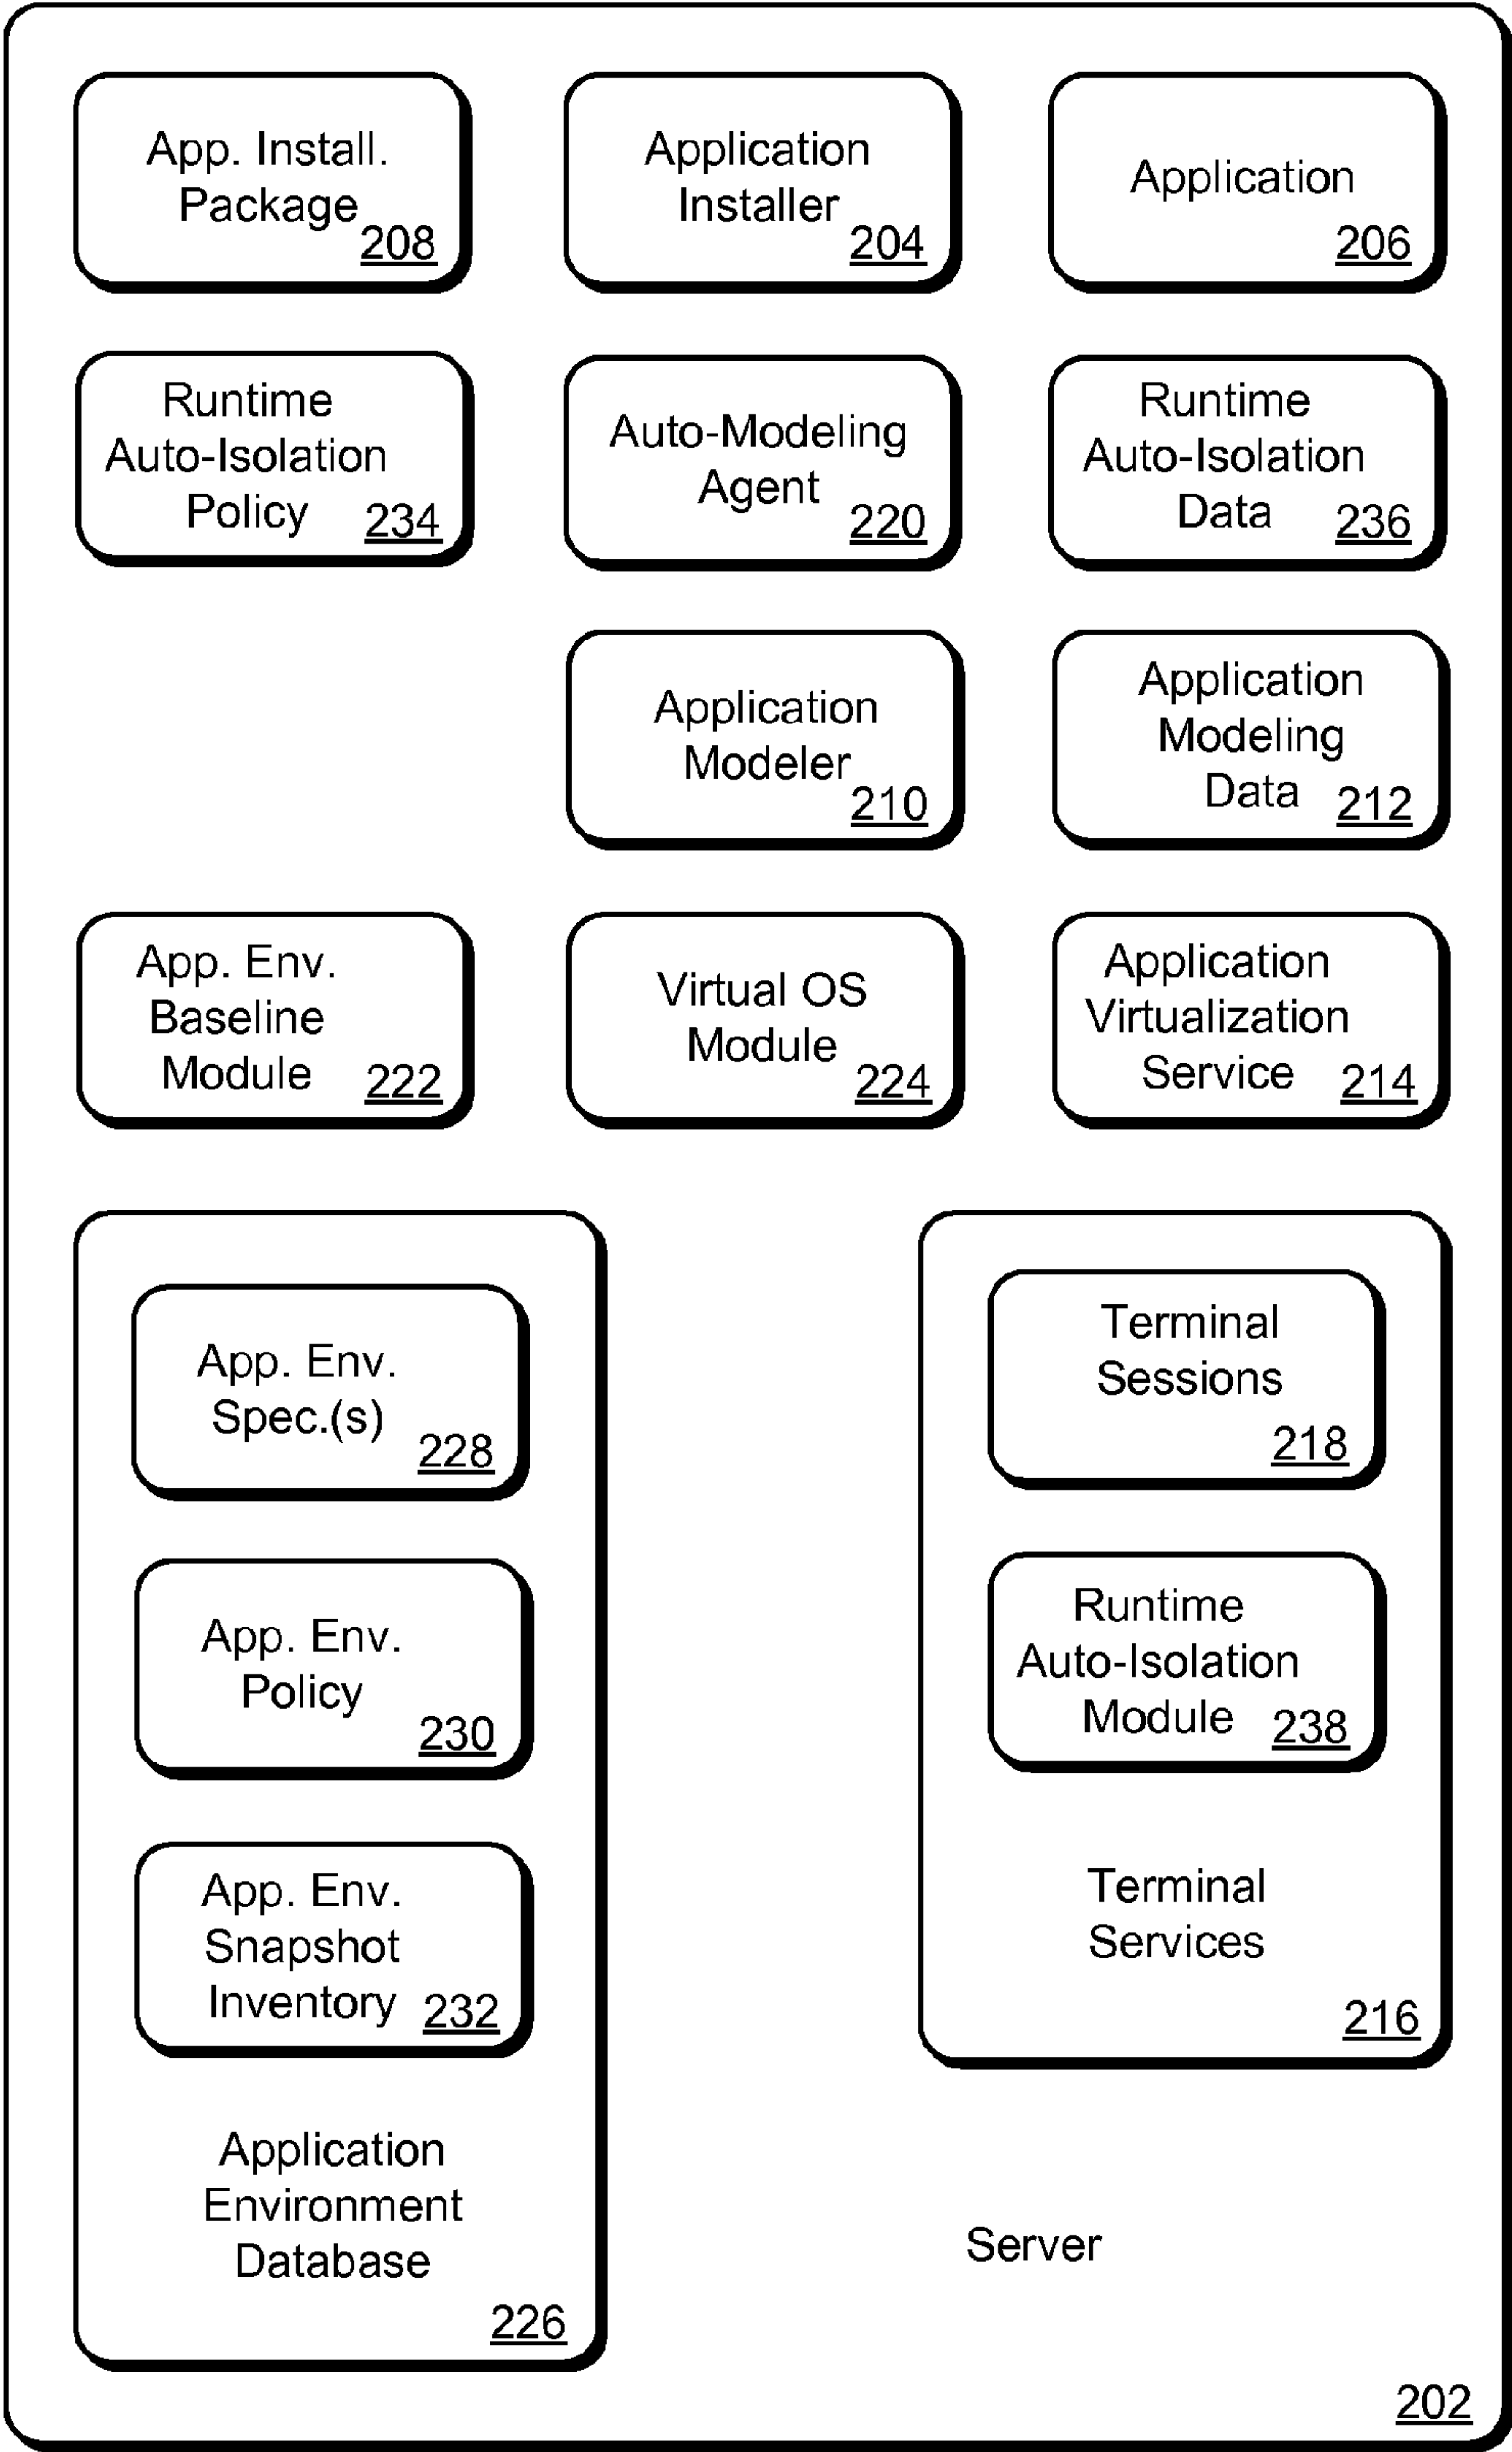 App. Install.
Package
208
Application
Installer
204
Application
206
Runtime
Auto-Isolation
Policy
234
Auto-Modeling
Agent
220
Runtime
Auto-Isolation
Data
236
Application
Modeler
210
Application
Modeling
Data
212
App. Env.
Baseline
Module
222
Virtual OS
Module
224
Application
Virtualization
Service
214
App. Env.
Spec.(s)
228
App. Env.
Policy
230
App. Env.
Snapshot
Inventory
232
Application
Environment
Database
226
Terminal
Sessions
218
Runtime
Auto-Isolation
Module
238
Terminal
Services
216
Server
202